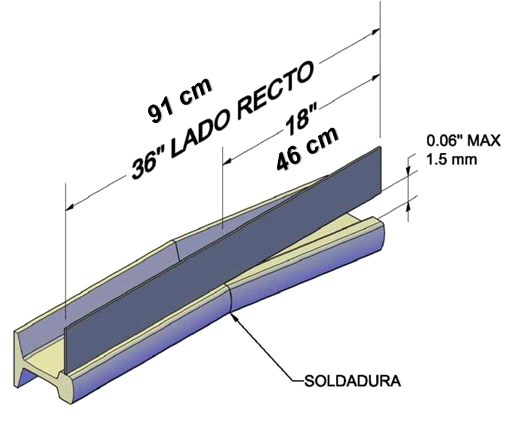 91 cm
36" LADO RECTO
18"
46 cm
0.06" MAX
1.5 mm
SOLDADURA